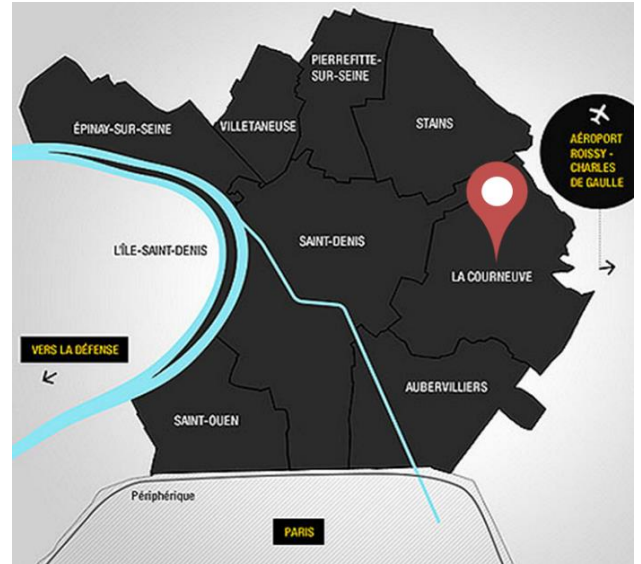 PIERREFITTE-
SUR-SEINE
ÉPINAY-SUR-SEINE
VILLETANEUSE
STAINS
AÉROPORT
ROISSY -
CHARLES
DE GAULLE
L'ÎLE-SAINT-DENIS
SAINT-DENIS
LA COURNEUVE
VERS LA DÉFENSE
AUBERVILLIERS
SAINT-OUEN
Périphérique
PARIS